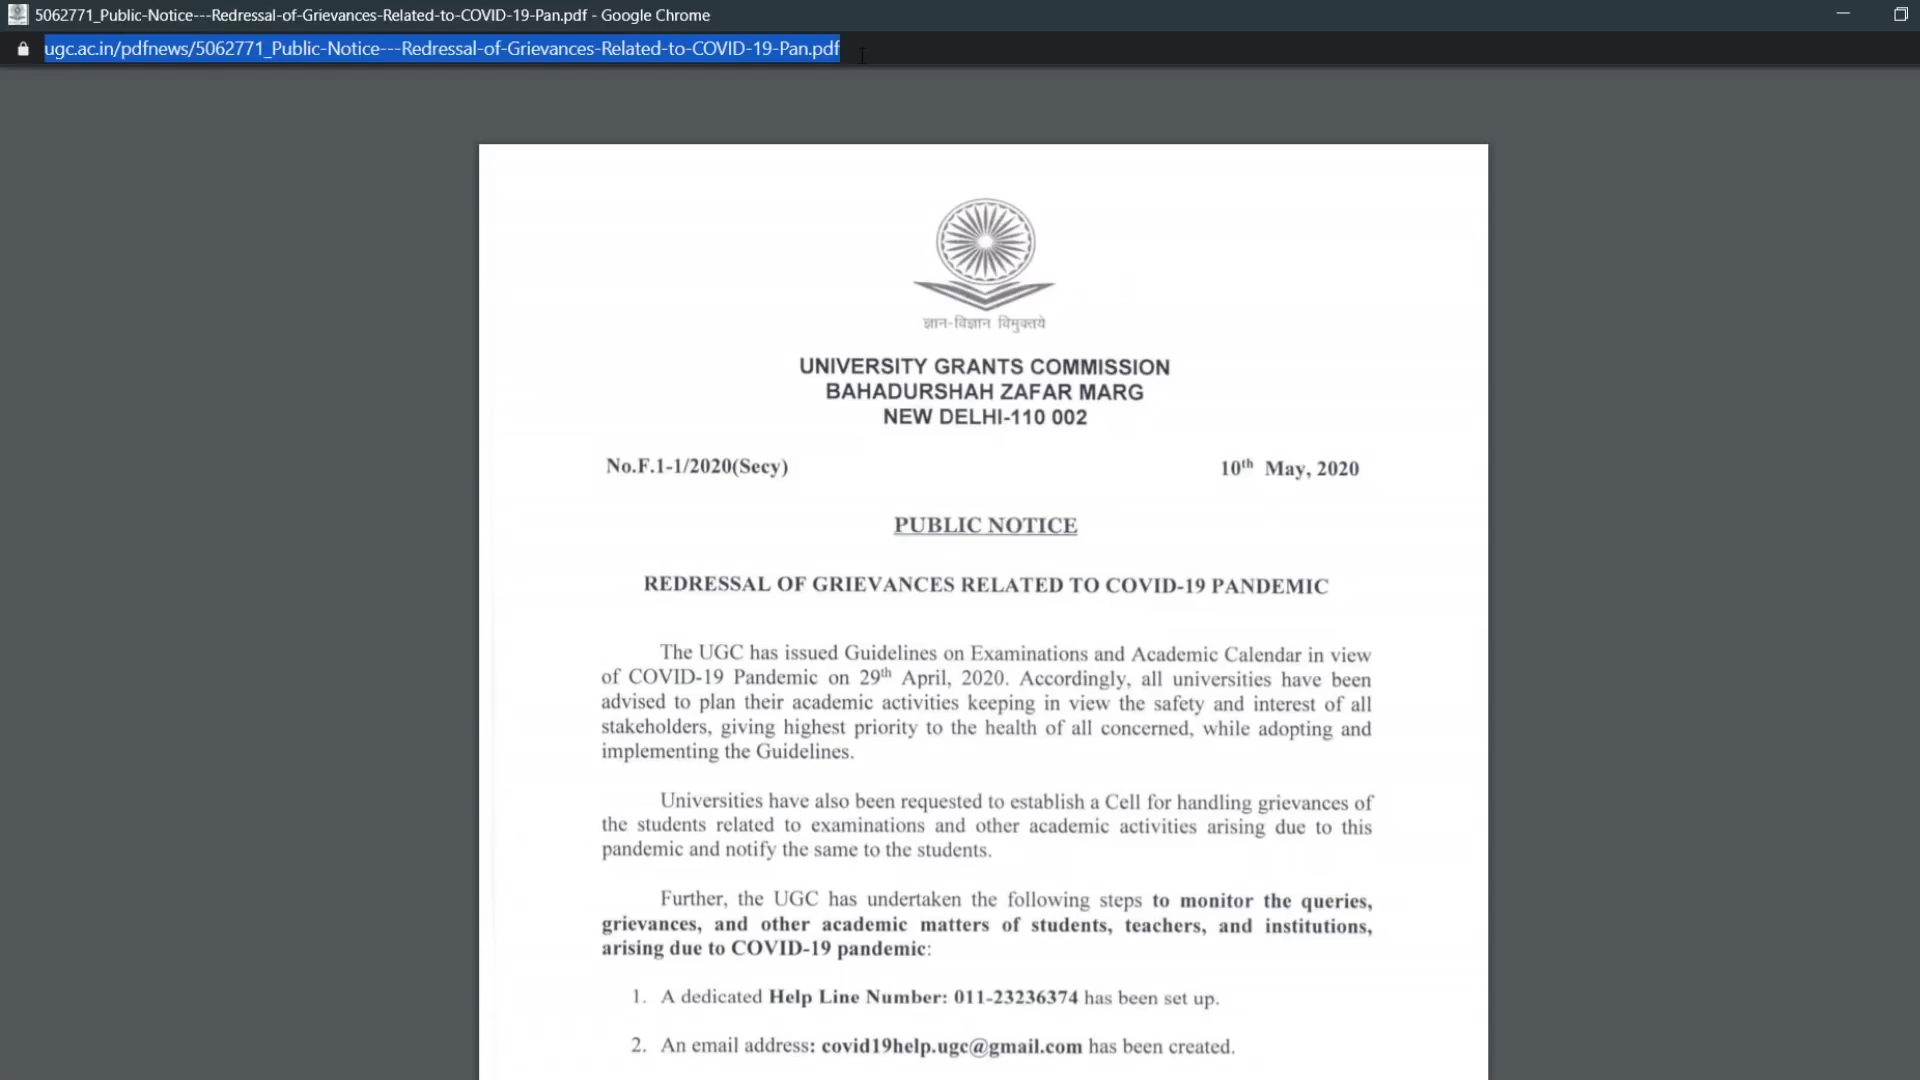 5062771_Public-Notice---Redressal-of-Grievances-Related-to-COVID-19-Pan.pdf - Google Chrome
ugc.ac.in/pdfnews/5062771_Public-Notice---Redressal-of-Grievances-Related-to-COVID-19-Pan.pdf
ज्ञान-विज्ञान विमुक्तये
UNIVERSITY GRANTS COMMISSION
BAHADURSHAH ZAFAR MARG
NEW DELHI-110 002
No.F.1-1/2020(Secy) 10th May, 2020
PUBLIC NOTICE
REDRESSAL OF GRIEVANCES RELATED TO COVID-19 PANDEMIC
The UGC has issued Guidelines on Examinations and Academic Calendar in view
of COVID-19 Pandemic on 29th April, 2020. Accordingly, all universities have been
advised to plan their academic activities keeping in view the safety and interest of all
stakeholders, giving highest priority to the health of all concerned, while adopting and
implementing the Guidelines.
Universities have also been requested to establish a Cell for handling grievances of
the students related to examinations and other academic activities arising due to this
pandemic and notify the same to the students.
Further, the UGC has undertaken the following steps to monitor the queries,
grievances, and other academic matters of students, teachers, and institutions,
arising due to COVID-19 pandemic:
1. A dedicated Help Line Number: 011-23236374 has been set up.
2. An email address: covid19help.ugc@gmail.com has been created.